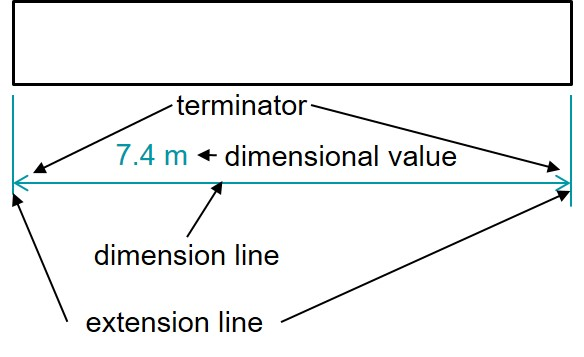 terminator
7.4 m dimensional value
dimension line
extension line